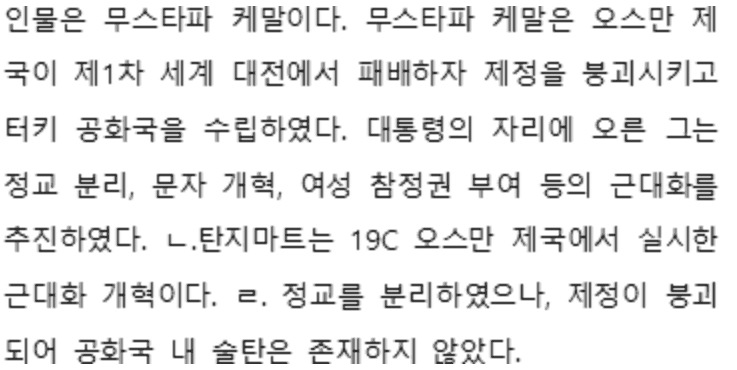 인물은 무스타파 케말이다. 무스타파 케말은 오스만 제
국이 제1차 세계 대전에서 패배하자 제정을 붕괴시키고
터키 공화국을 수립하였다. 대통령의 자리에 오른 그는
정교 분리, 문자 개혁, 여성 참정권 부여 등의 근대화를
추진하였다. ㄴ.탄지마트는 19C 오스만 제국에서 실시한
근대화 개혁이다. ㄹ. 정교를 분리하였으나, 제정이 붕괴
되어 공화국 내 술탄은 존재하지 않았다.